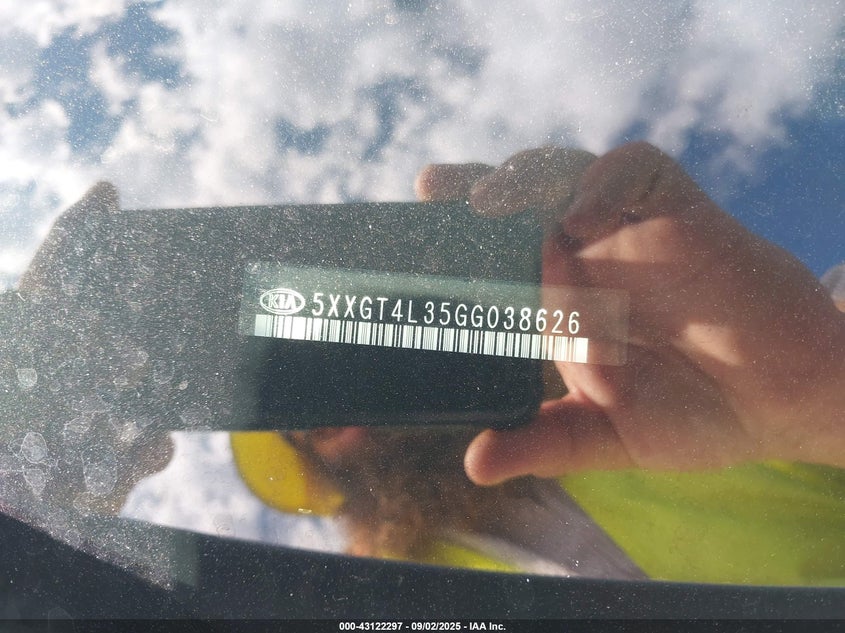 KIA 5XXGT4L35GG038626
000-43122297 - 09/02/2025 - IAA Inc.